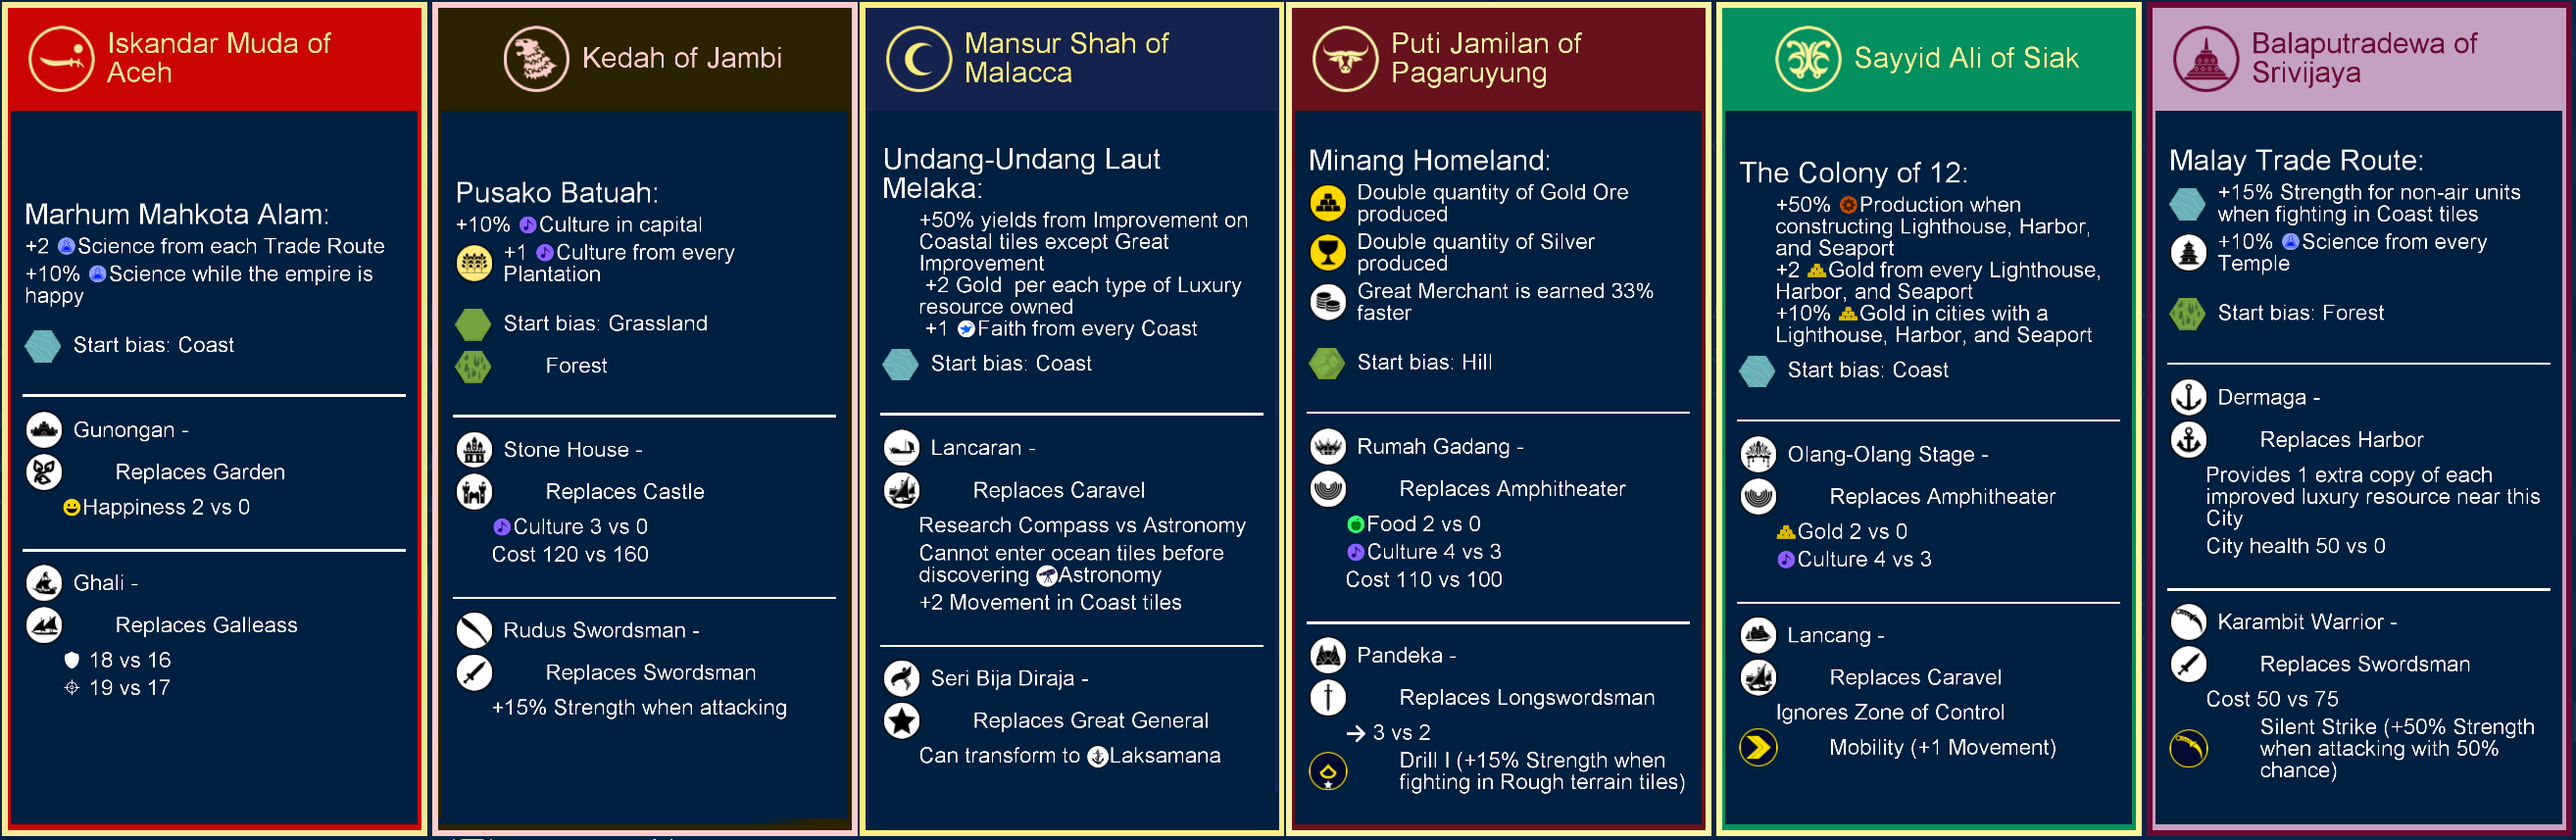 Iskandar Muda of
Aceh
Marhum Mahkota Alam:
+2 Science from each Trade Route
+10% Science while the empire is
happy
Start bias: Coast
Gunongan -
Replaces Garden
Happiness 2 vs 0
Ghali -
Replaces Galleass
18 vs 16
19 vs 17
Kedah of Jambi
Pusako Batuah:
+10% Culture in capital
+1 Culture from every
Plantation
Start bias: Grassland
Forest
Stone House -
Replaces Castle
Culture 3 vs 0
Cost 120 vs 160
Rudus Swordsman -
Replaces Swordsman
+15% Strength when attacking
Mansur Shah of
Malacca
Undang-Undang Laut
Melaka:
+50% yields from Improvement on
Coastal tiles except Great
Improvement
+2 Gold per each type of Luxury
resource owned
+1 Faith from every Coast
Start bias: Coast
Lancaran -
Replaces Caravel
Research Compass vs Astronomy
Cannot enter ocean tiles before
discovering Astronomy
+2 Movement in Coast tiles
Seri Bija Diraja -
Replaces Great General
Can transform to Laksamana
Puti Jamilan of
Pagaruyung
Minang Homeland:
Double quantity of Gold Ore
produced
Double quantity of Silver
produced
Great Merchant is earned 33%
faster
Start bias: Hill
Rumah Gadang -
Replaces Amphitheater
Food 2 vs 0
Culture 4 vs 3
Cost 110 vs 100
Pandeka -
Replaces Longswordsman
3 vs 2
Drill I (+15% Strength when
fighting in Rough terrain tiles)
Sayyid Ali of Siak
The Colony of 12:
+50% Production when
constructing Lighthouse, Harbor,
and Seaport
+2 Gold from every Lighthouse,
Harbor, and Seaport
+10% Gold in cities with a
Lighthouse, Harbor, and Seaport
Start bias: Coast
Olang-Olang Stage -
Replaces Amphitheater
Gold 2 vs 0
Culture 4 vs 3
Lancang -
Replaces Caravel
Ignores Zone of Control
Mobility (+1 Movement)
Balaputradewa of
Srivijaya
Malay Trade Route:
+15% Strength for non-air units
when fighting in Coast tiles
+10% Science from every
Temple
Start bias: Forest
Dermaga -
Replaces Harbor
Provides 1 extra copy of each
improved luxury resource near this
City
City health 50 vs 0
Karambit Warrior -
Replaces Swordsman
Cost 50 vs 75
Silent Strike (+50% Strength
when attacking with 50%
chance)